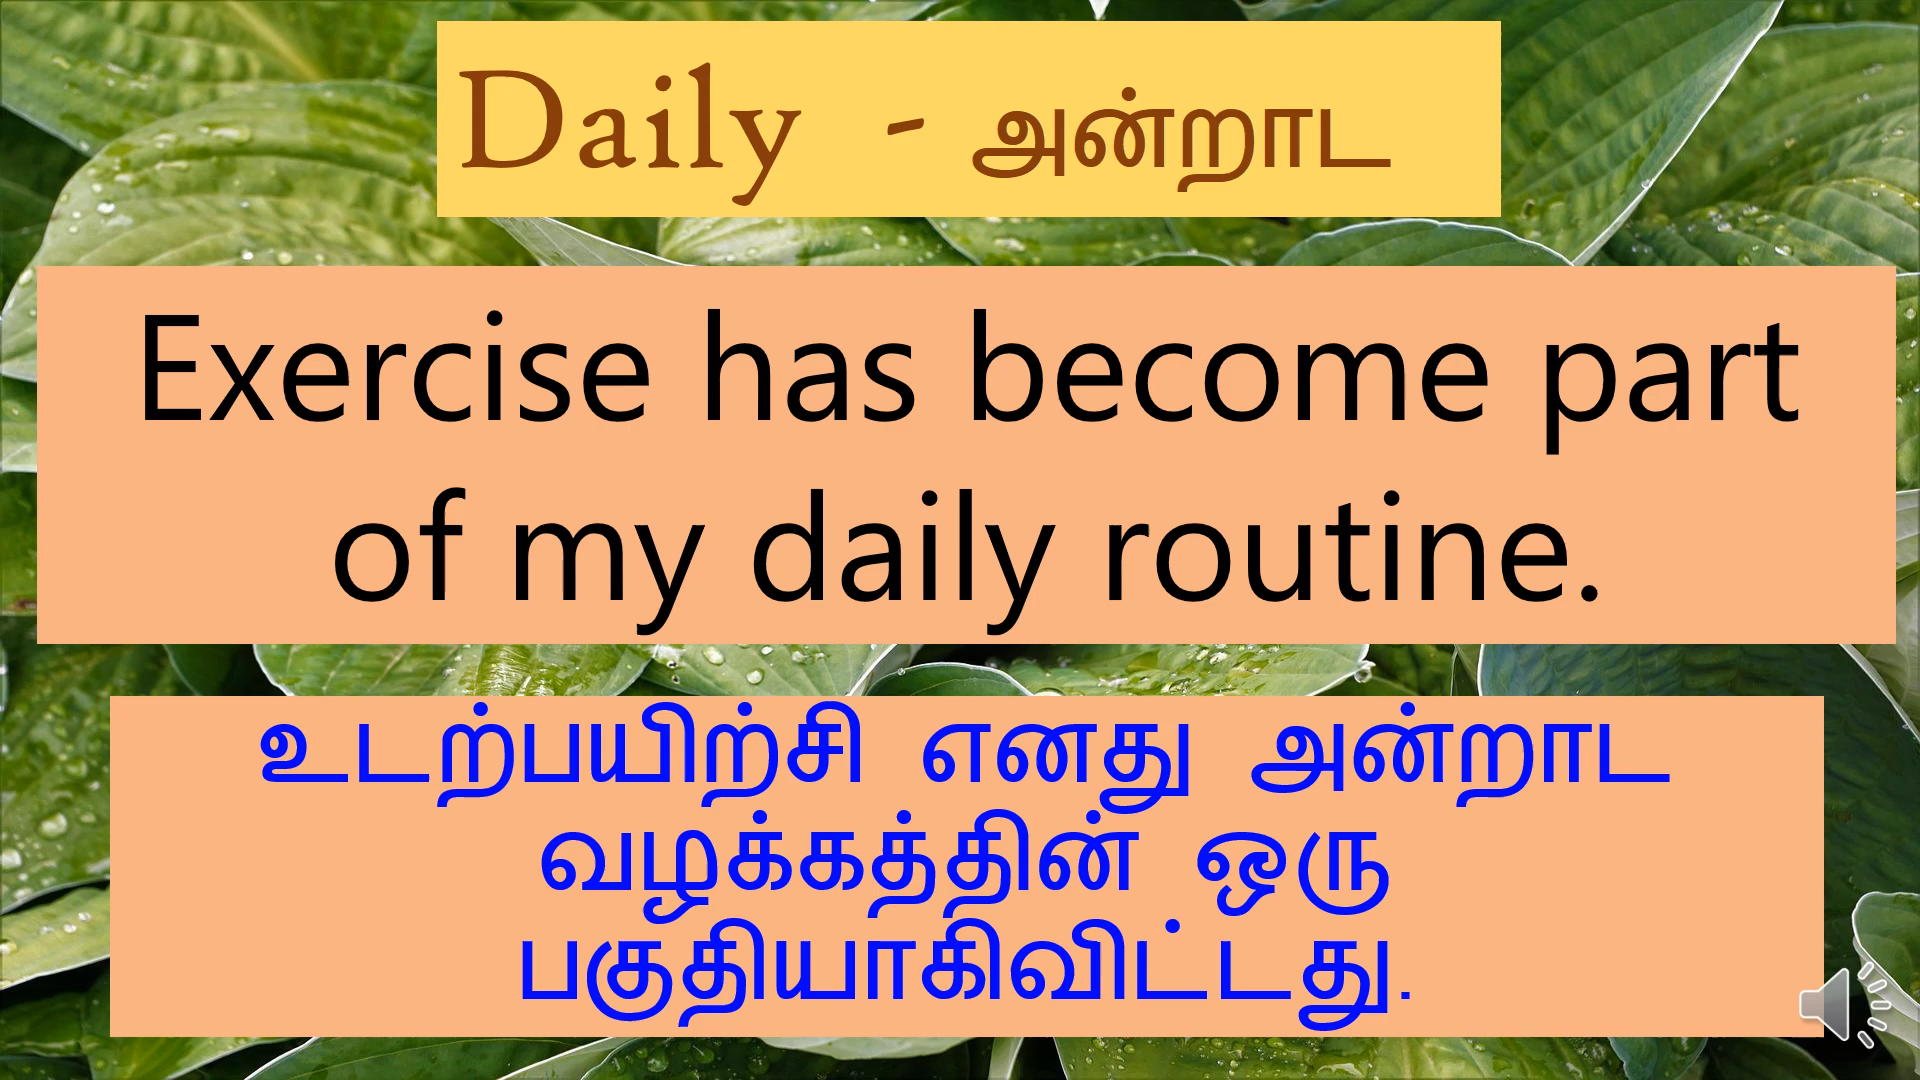 Daily - அன்றாட
Exercise has become part
of my daily routine.
உடற்பயிற்சி எனது அன்றாட
வழக்கத்தின் ஒரு
பகுதியாகிவிட்டது.